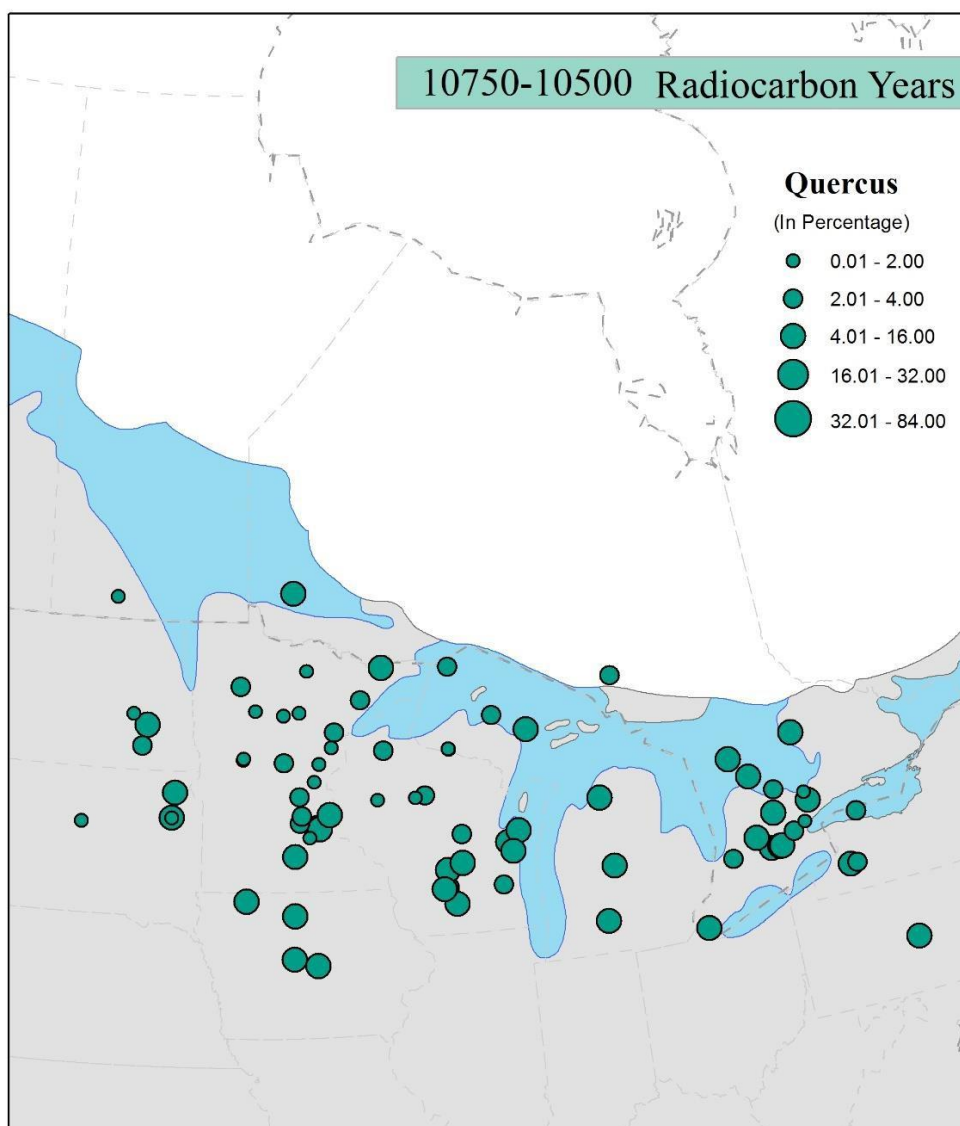 10750-10500 Radiocarbon Years
Quercus
(In Percentage)
0.01 - 2.00
2.01 - 4.00
4.01 - 16.00
16.01 - 32.00
32.01 - 84.00